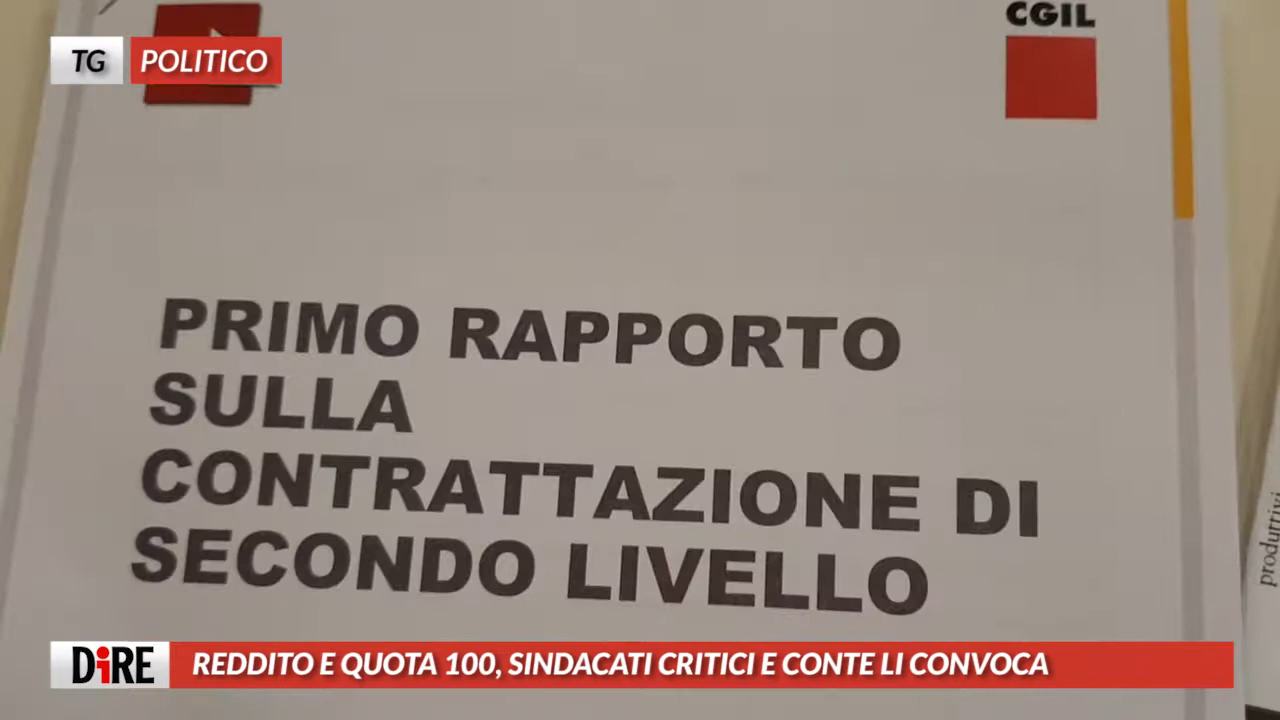 CGIL
TG POLITICO
PRIMO RAPPORTO
SULLA
CONTRATTAZIONE DI
SECONDO LIVELLO
produttivi
DiRE REDDITO E QUOTA 100, SINDACATI CRITICI E CONTE LI CONVOCA